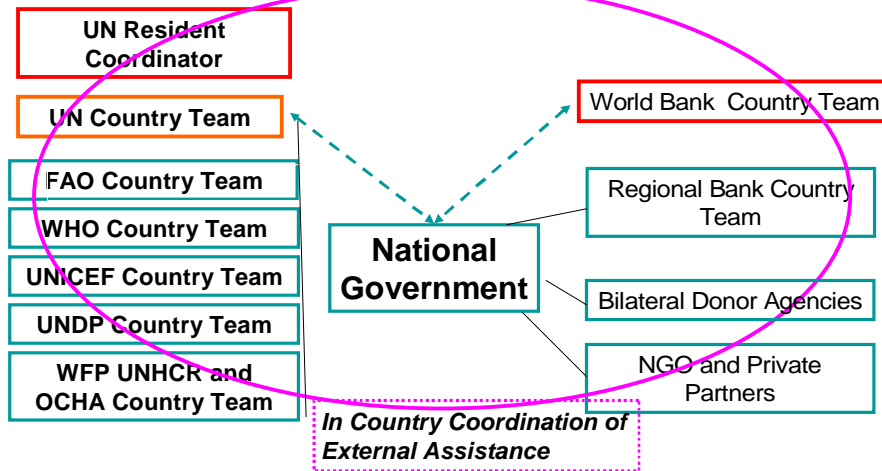 UN Resident
Coordinator
UN Country Team
FAO Country Team
WHO Country Team
UNICEF Country Team
UNDP Country Team
WFP UNHCR and
OCHA Country Team
National
Government
World Bank Country Team
Regional Bank Country
Team
Bilateral Donor Agencies
NGO and Private
Partners
In Country Coordination of
External Assistance